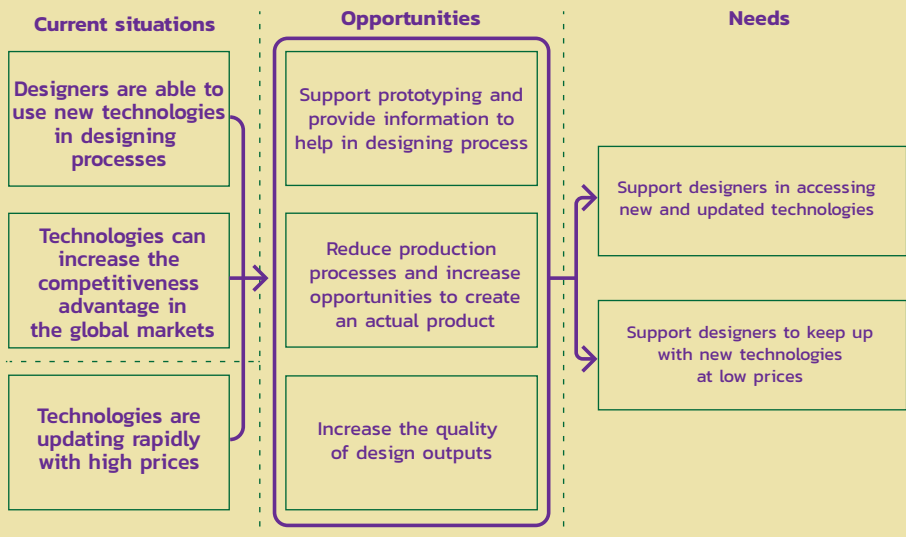 Current situations
Designers are able to
use new technologies
in designing
processes
Technologies can
increase the
competitiveness
advantage in
the global markets
Technologies are
updating rapidly
with high prices
Opportunities
Support prototyping and
provide information to
help in designing process
Reduce production
processes and increase
opportunities to create
an actual product
Increase the quality
of design outputs
Needs
Support designers in accessing
new and updated technologies
Support designers to keep up
with new technologies
at low prices